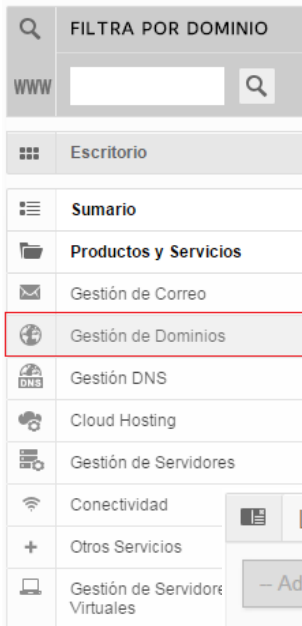 FILTRA POR DOMINIO
WWW
Escritorio
Sumario
Productos y Servicios
Gestión de Correo
Gestión de Dominios
DNS
Gestión DNS
Cloud Hosting
Gestión de Servidores
Conectividad
Otros Servicios
Gestión de Servidore
Virtuales
– Ad